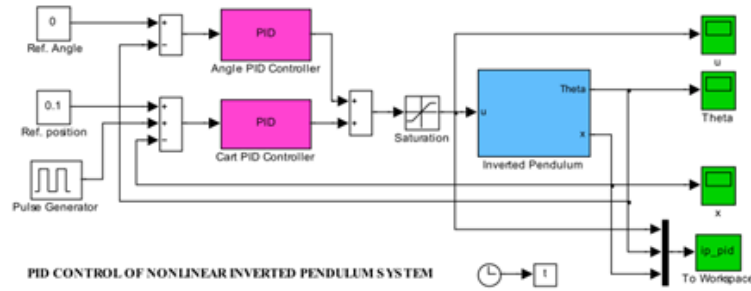 0
Ref. Angle
+
−
PID
Angle PID Controller
0.1
Ref. position
+
+
−
PID
Cart PID Controller
Pulse Generator
+
+
Saturation
u
Theta
x
Inverted Pendulum
u
Theta
x
ip_pid
To Workspace
t
PID CONTROL OF NONLINEAR INVERTED PENDULUM SYSTEM